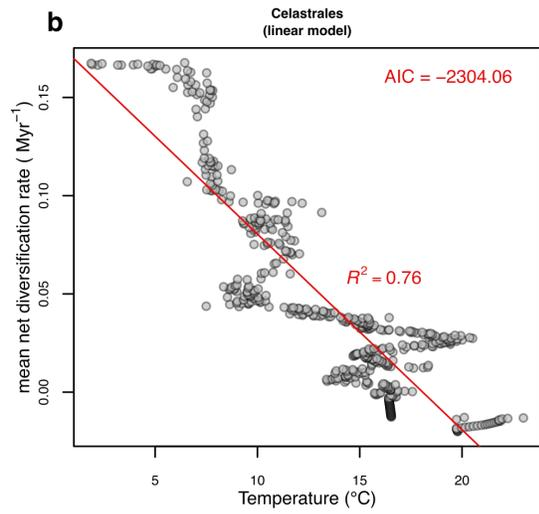 b
Celastrales
(linear model)
AIC = −2304.06
R² = 0.76
mean net diversification rate ( Myr⁻¹)
0.15
0.10
0.05
0.00
5 10 15 20
Temperature (°C)